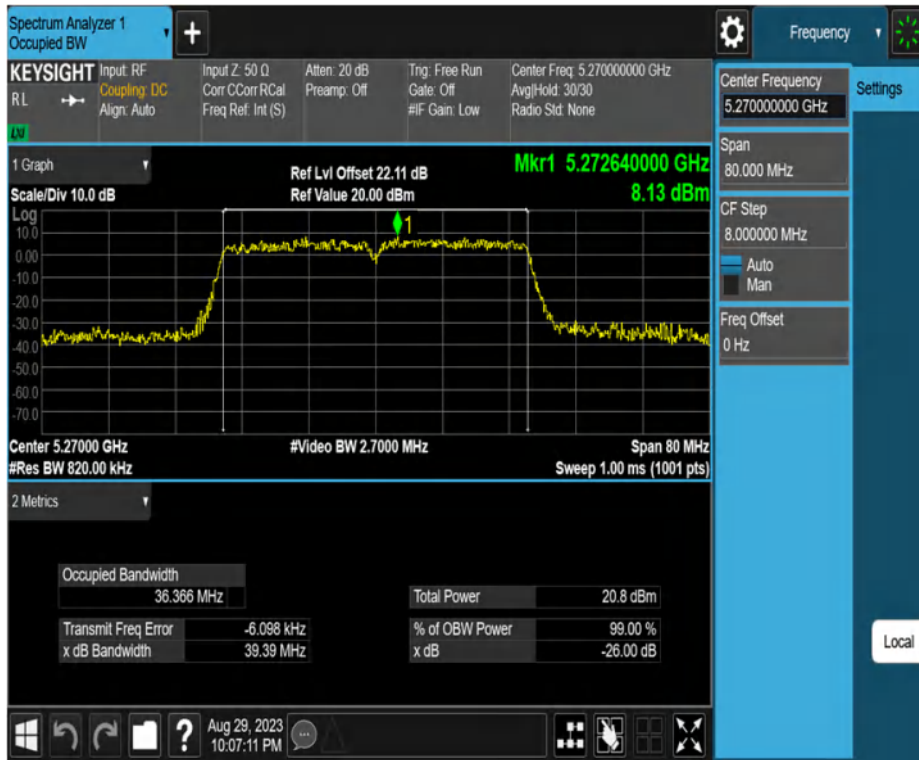 Spectrum Analyzer 1
Occupied BW
+
Frequency
KEYSIGHT
RL
LXI
Input: RF
Coupling: DC
Align: Auto
Input Z: 50 Ω
Corr CCorr RCal
Freq Ref: Int (S)
Atten: 20 dB
Preamp: Off
Trig: Free Run
Gate: Off
#IF Gain: Low
Center Freq: 5.270000000 GHz
Avg|Hold: 30/30
Radio Std: None
Center Frequency
5.270000000 GHz
Settings
Span
80.000 MHz
CF Step
8.000000 MHz
Auto
Man
Freq Offset
0 Hz
1 Graph
Scale/Div 10.0 dB
Ref Lvl Offset 22.11 dB
Ref Value 20.00 dBm
Mkr1 5.272640000 GHz
8.13 dBm
Log
10.0
0.00
-10.0
-20.0
-30.0
-40.0
-50.0
-60.0
-70.0
1
Center 5.27000 GHz
#Video BW 2.7000 MHz
Span 80 MHz
#Res BW 820.00 kHz
Sweep 1.00 ms (1001 pts)
2 Metrics
Occupied Bandwidth
36.366 MHz
Total Power 20.8 dBm
Transmit Freq Error -6.098 kHz
% of OBW Power 99.00 %
x dB Bandwidth 39.39 MHz
x dB -26.00 dB
Local
?
Aug 29, 2023
10:07:11 PM